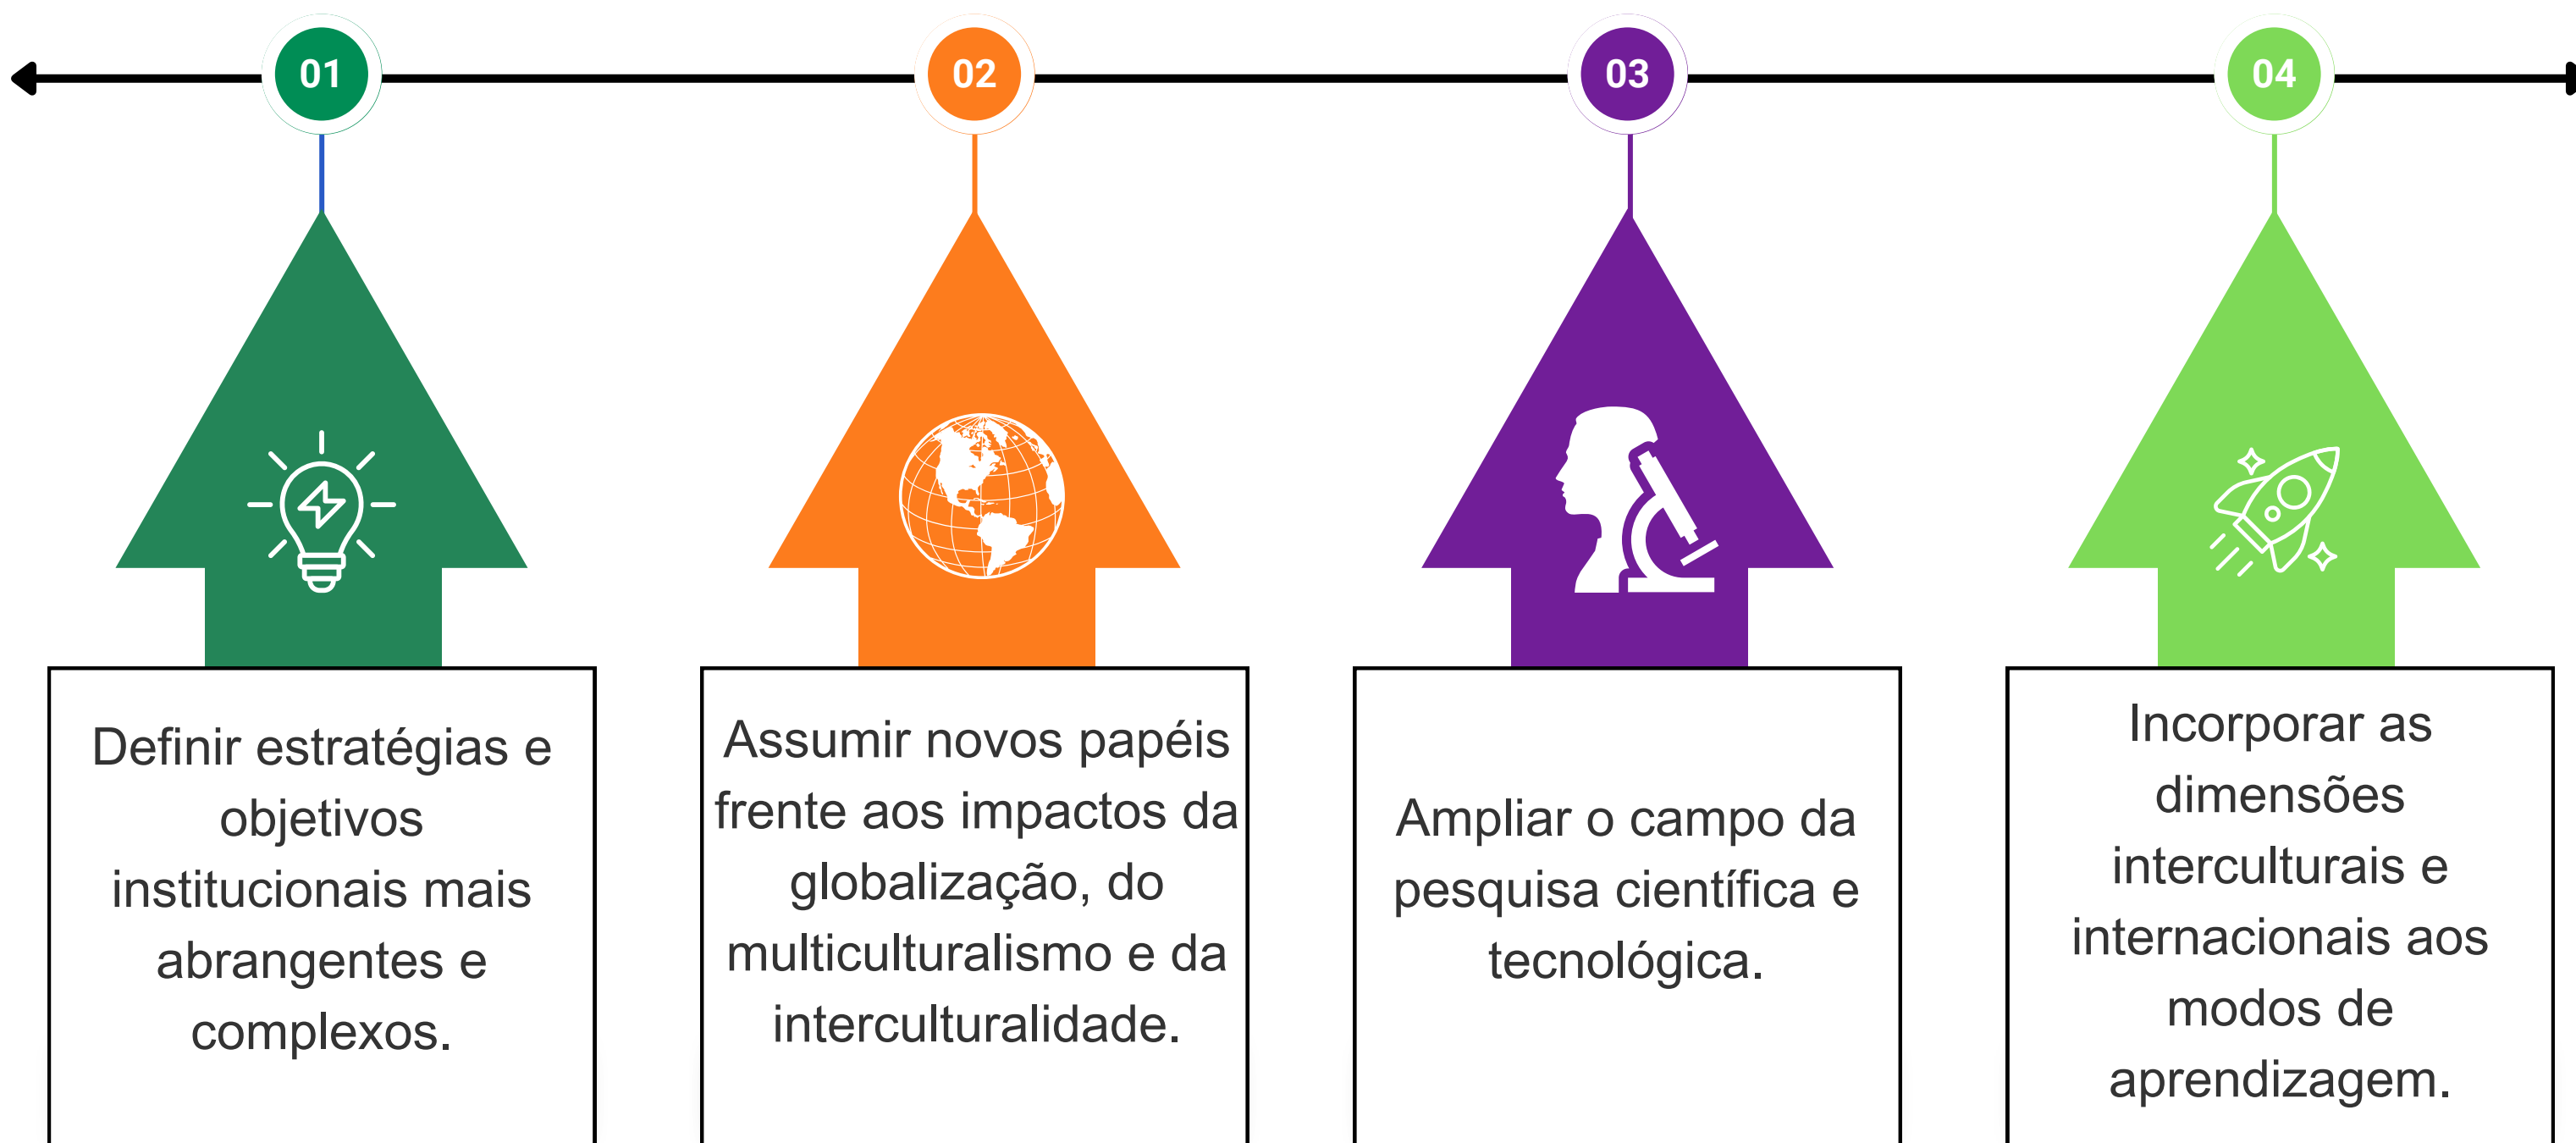 01
02
03
04
Definir estratégias e
objetivos
institucionais mais
abrangentes e
complexos.
Assumir novos papéis
frente aos impactos da
globalização, do
multiculturalismo e da
interculturalidade.
Ampliar o campo da
pesquisa científica e
tecnológica.
Incorporar as
dimensões
interculturais e
internacionais aos
modos de
aprendizagem.